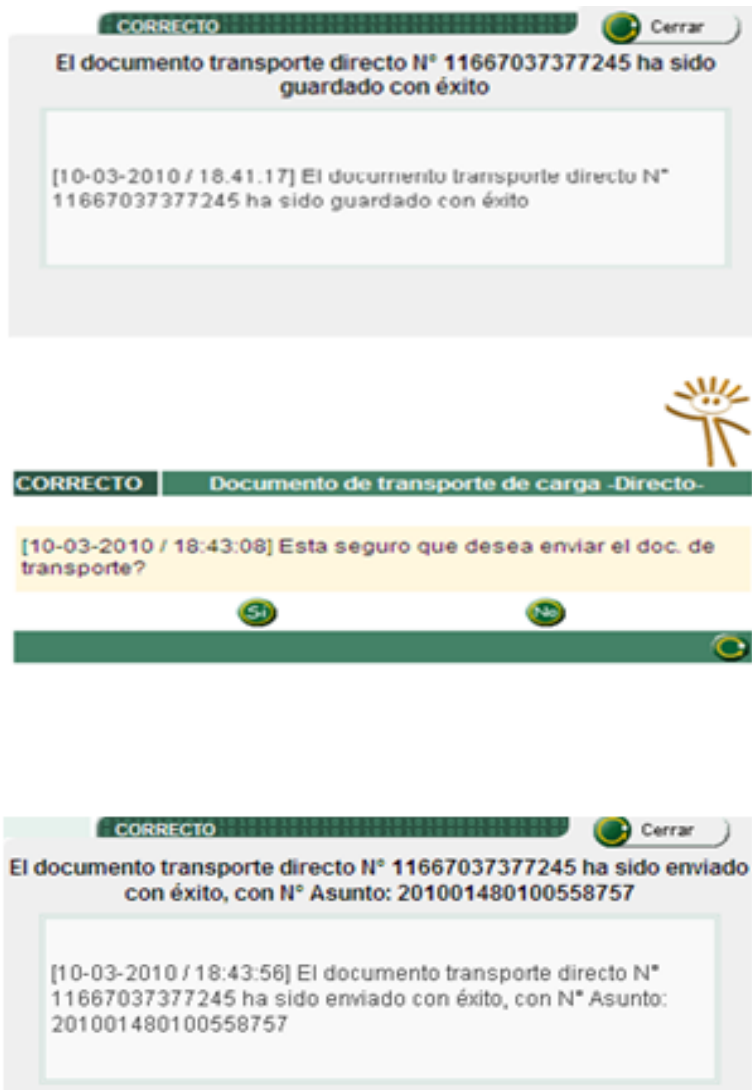 CORRECTO
Cerrar
El documento transporte directo N° 11667037377245 ha sido
guardado con éxito
[10-03-2010 / 18.41.17] El documento transporte directo N°
11667037377245 ha sido guardado con éxito
CORRECTO
Documento de transporte de carga -Directo-
[10-03-2010 / 18:43:08] Esta seguro que desea enviar el doc. de
transporte?
Si
No
CORRECTO
Cerrar
El documento transporte directo N° 11667037377245 ha sido enviado
con éxito, con N° Asunto: 201001480100558757
[10-03-2010 / 18:43:56] El documento transporte directo N°
11667037377245 ha sido enviado con éxito, con N° Asunto:
201001480100558757